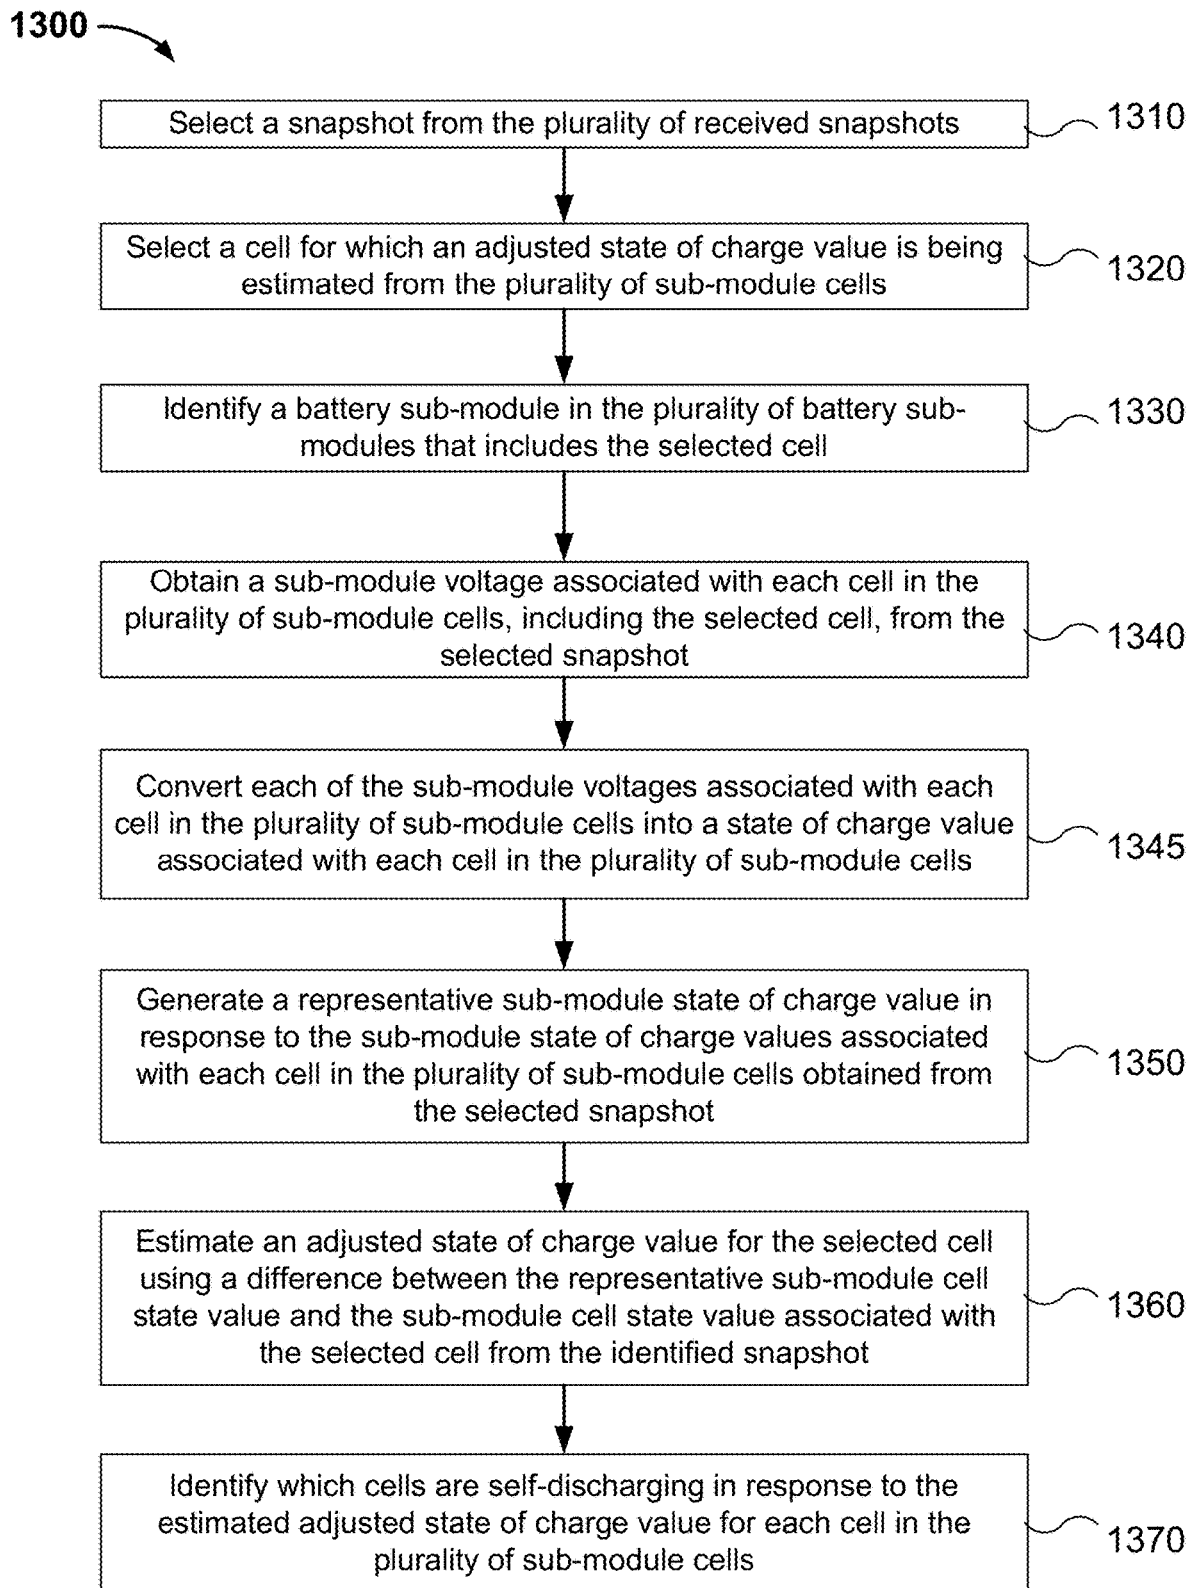 1300
Select a snapshot from the plurality of received snapshots
1310
Select a cell for which an adjusted state of charge value is being
estimated from the plurality of sub-module cells
1320
Identify a battery sub-module in the plurality of battery sub-
modules that includes the selected cell
1330
Obtain a sub-module voltage associated with each cell in the
plurality of sub-module cells, including the selected cell, from the
selected snapshot
1340
Convert each of the sub-module voltages associated with each
cell in the plurality of sub-module cells into a state of charge value
associated with each cell in the plurality of sub-module cells
1345
Generate a representative sub-module state of charge value in
response to the sub-module state of charge values associated
with each cell in the plurality of sub-module cells obtained from
the selected snapshot
1350
Estimate an adjusted state of charge value for the selected cell
using a difference between the representative sub-module cell
state value and the sub-module cell state value associated with
the selected cell from the identified snapshot
1360
Identify which cells are self-discharging in response to the
estimated adjusted state of charge value for each cell in the
plurality of sub-module cells
1370